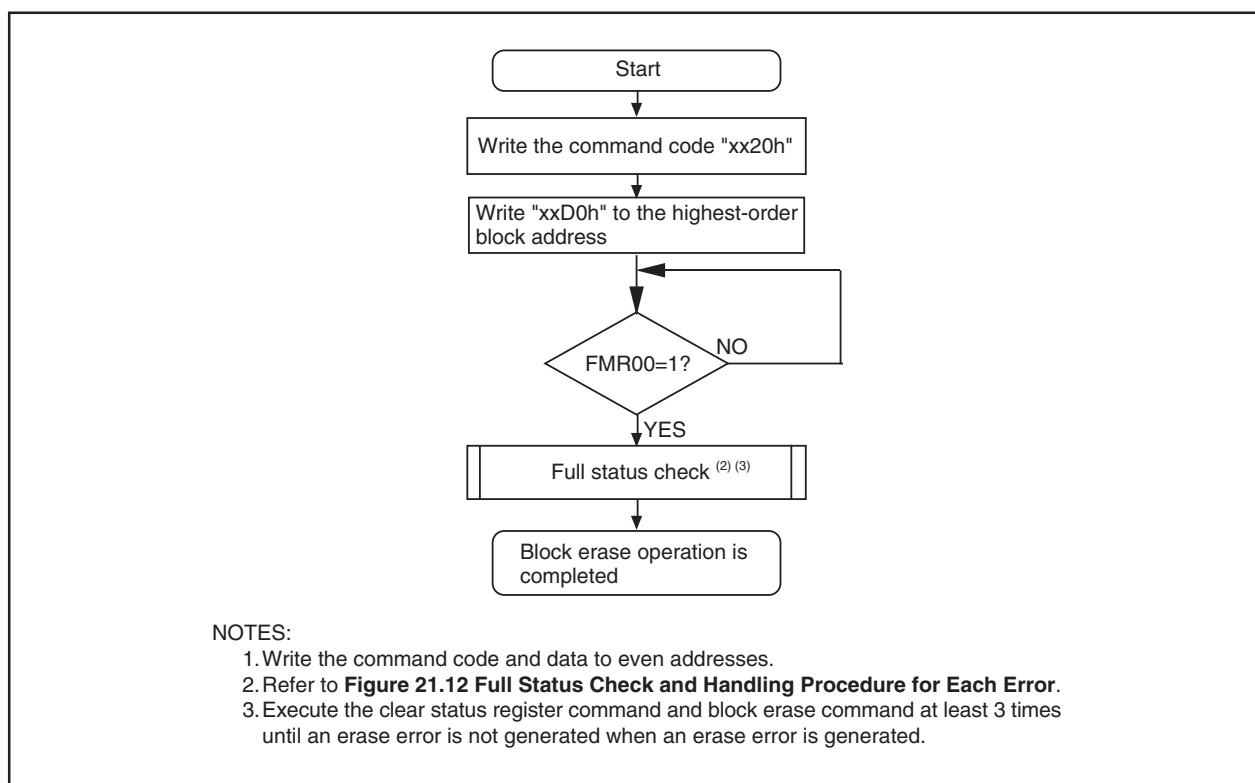 Start
Write the command code "xx20h"
Write "xxD0h" to the highest-order
block address
FMR00=1?
NO
YES
Full status check (2) (3)
Block erase operation is
completed
NOTES:
1. Write the command code and data to even addresses.
2. Refer to Figure 21.12 Full Status Check and Handling Procedure for Each Error.
3. Execute the clear status register command and block erase command at least 3 times
until an erase error is not generated when an erase error is generated.